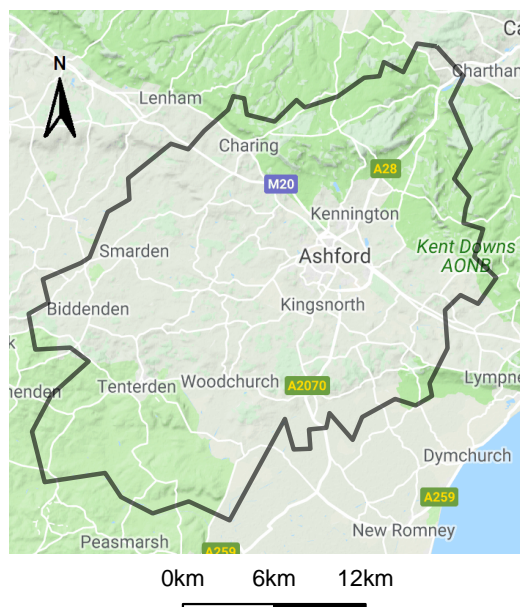 Ca
N
Chartham
Lenham
Charing
A28
M20
Kennington
Smarden
Ashford
Kent Downs
AONB
Biddenden
Kingsnorth
k
enden
Tenterden
Woodchurch
A2070
Lympne
Dymchurch
A259
New Romney
Peasmarsh
A259
0km 6km 12km